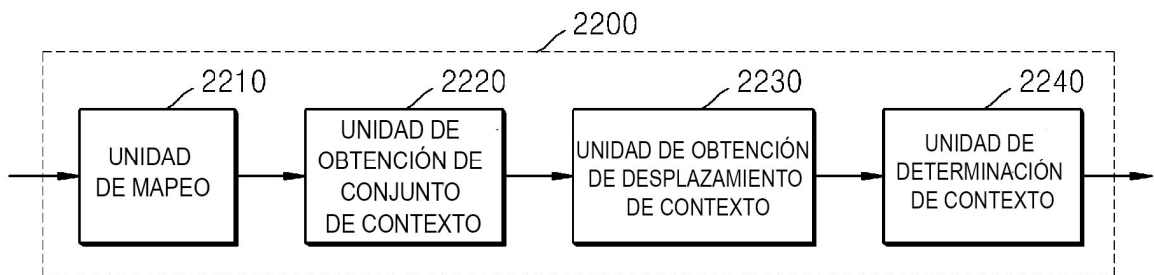 2200
2210
2220
2230
2240
UNIDAD
DE MAPEO
UNIDAD DE
OBTENCIÓN DE
CONJUNTO
DE CONTEXTO
UNIDAD DE OBTENCIÓN
DE DESPLAZAMIENTO
DE CONTEXTO
UNIDAD DE
DETERMINACIÓN
DE CONTEXTO